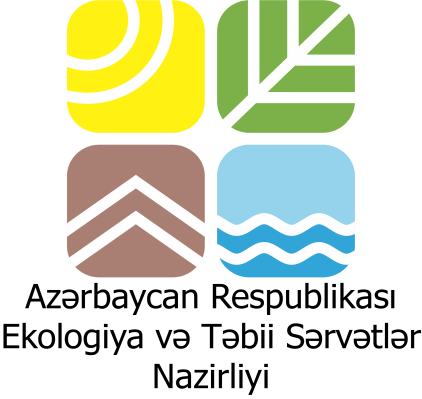 Azərbaycan Respublikası
Ekologiya və Təbii Sərvətlər
Nazirliyi